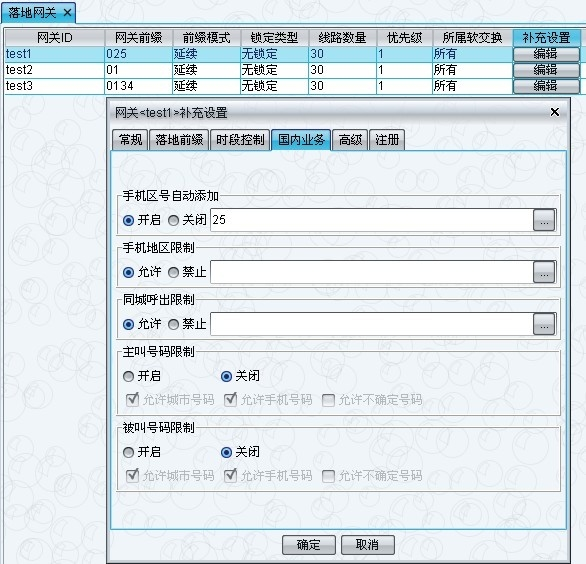 落地网关 ×
网关ID 网关前缀 前缀模式 锁定类型 线路数量 优先级 所属软交换 补充设置
test1 025 延续 无锁定 30 1 所有 编辑
test2 01 延续 无锁定 30 1 所有 编辑
test3 0134 延续 无锁定 30 1 所有 编辑
网关<test1>补充设置 ×
常规 落地前缀 时段控制 国内业务 高级 注册
手机区号自动添加
开启 关闭 25 ...
手机地区限制
允许 禁止 ...
同城呼出限制
允许 禁止 ...
主叫号码限制
开启 关闭
允许城市号码 允许手机号码 允许不确定号码
被叫号码限制
开启 关闭
允许城市号码 允许手机号码 允许不确定号码
确定 取消